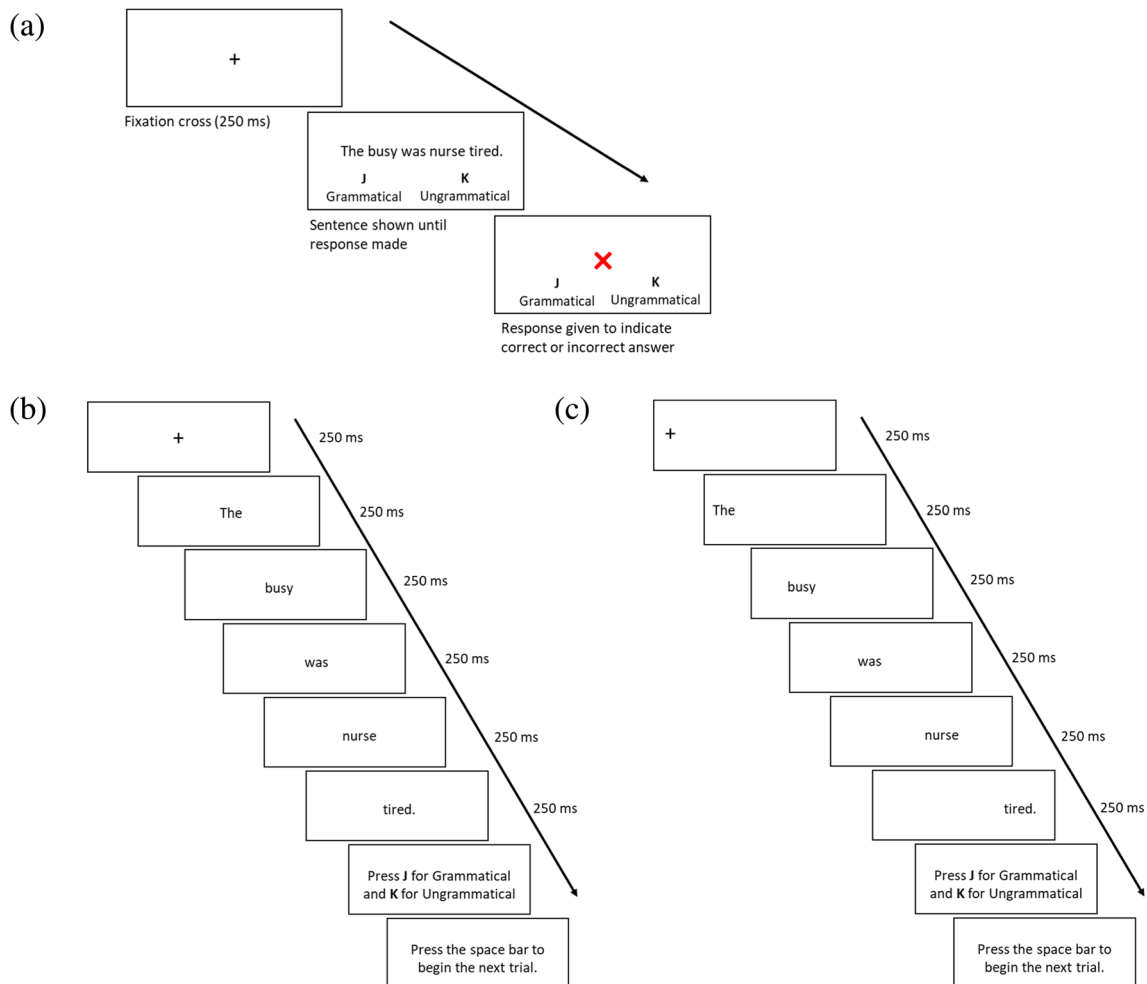 (a)
+
Fixation cross (250 ms)
The busy was nurse tired.
J K
Grammatical Ungrammatical
Sentence shown until
response made
J K
Grammatical Ungrammatical
Response given to indicate
correct or incorrect answer
(b)
+
250 ms
The
250 ms
busy
250 ms
was
250 ms
nurse
250 ms
tired.
250 ms
Press J for Grammatical
and K for Ungrammatical
Press the space bar to
begin the next trial.
(c)
+
250 ms
The
250 ms
busy
250 ms
was
250 ms
nurse
250 ms
tired.
250 ms
Press J for Grammatical
and K for Ungrammatical
Press the space bar to
begin the next trial.